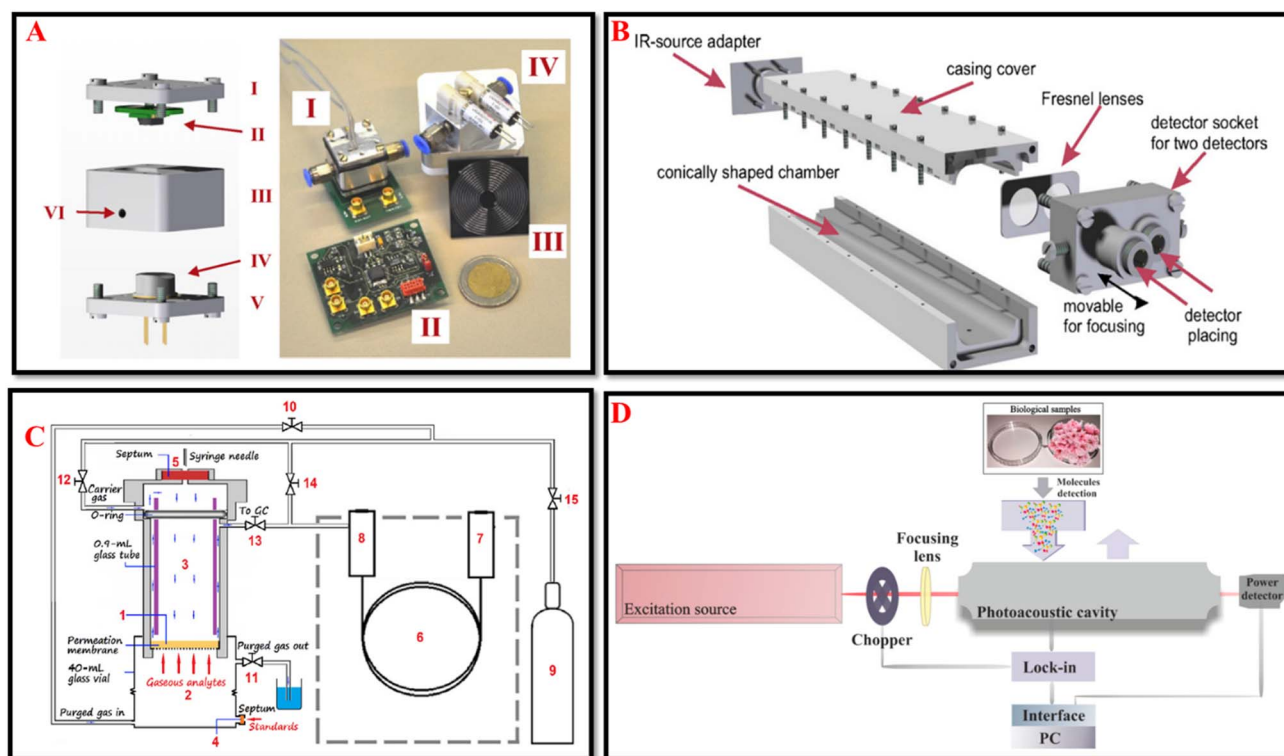 A
I
II
III
VI
IV
V
I
IV
III
II
B
IR-source adapter
casing cover
Fresnel lenses
detector socket
for two detectors
conically shaped chamber
movable
for focusing
detector
placing
C
10
Septum
Syringe needle
5
12
Carrier
gas
O-ring
14
15
To GC
13
8
7
0.9-mL
glass tube
3
1
6
9
Permeation
membrane
Purged gas out
40-mL
glass vial
11
Gaseous analytes
2
Septum
Purged gas in
Standards
4
D
Biological samples
Molecules
detection
Focusing
lens
Excitation source
Photoacoustic cavity
Power
detector
Chopper
Lock-in
Interface
PC